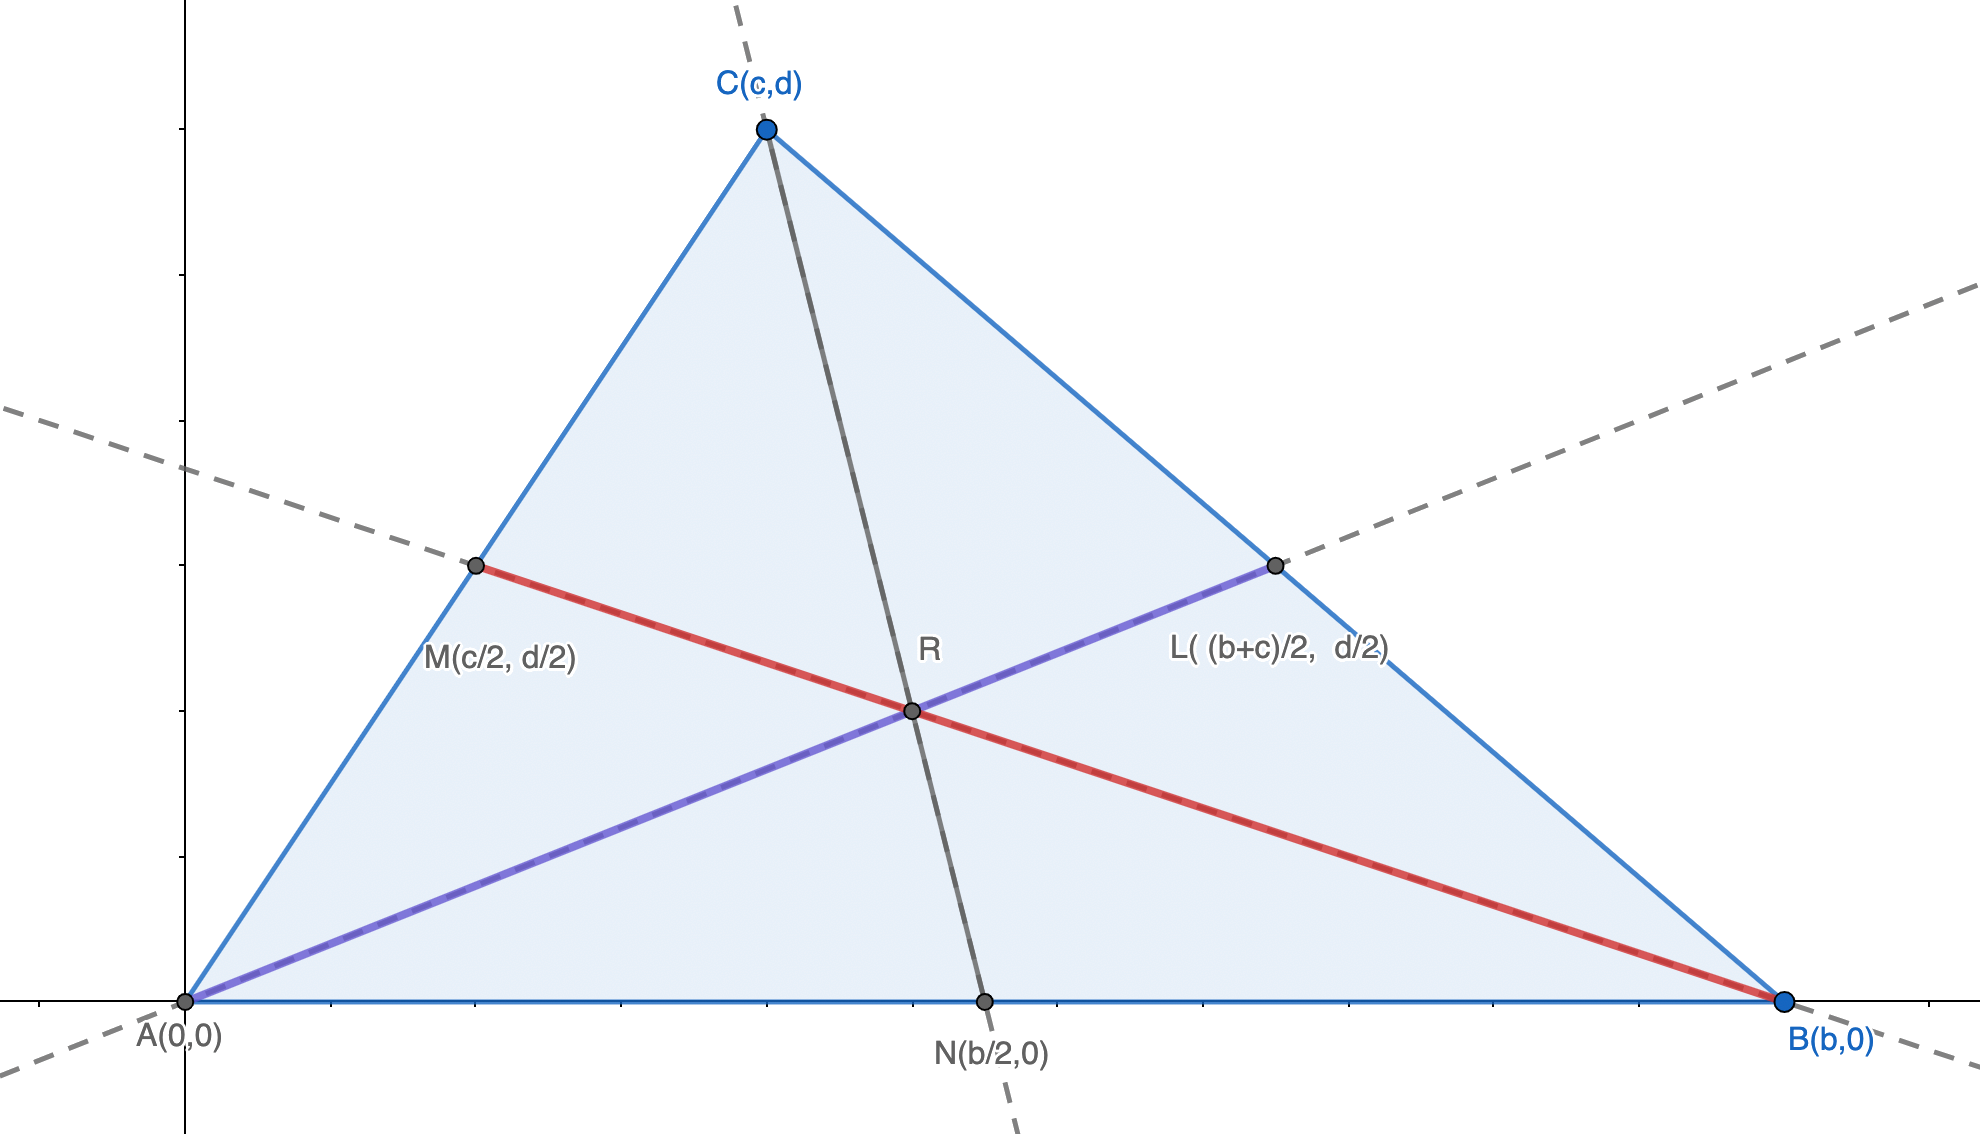 C(c,d)
R
M(c/2, d/2)
L( (b+c)/2,  d/2)
A(0,0)
N(b/2,0)
B(b,0)